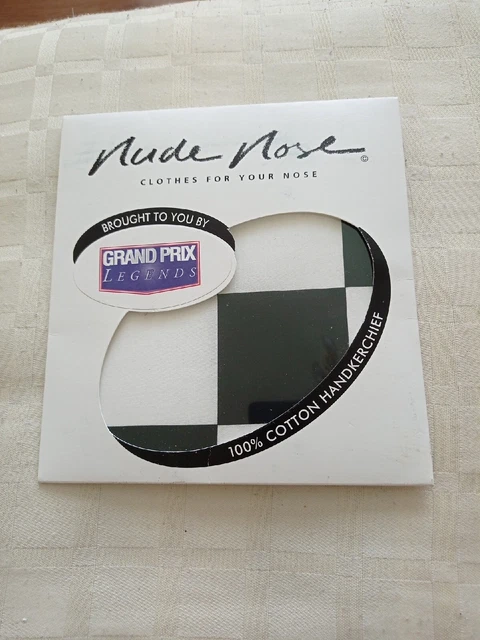 Nude Nose
©
CLOTHES FOR YOUR NOSE
BROUGHT TO YOU BY
GRAND PRIX
LEGENDS
100% COTTON HANDKERCHIEF